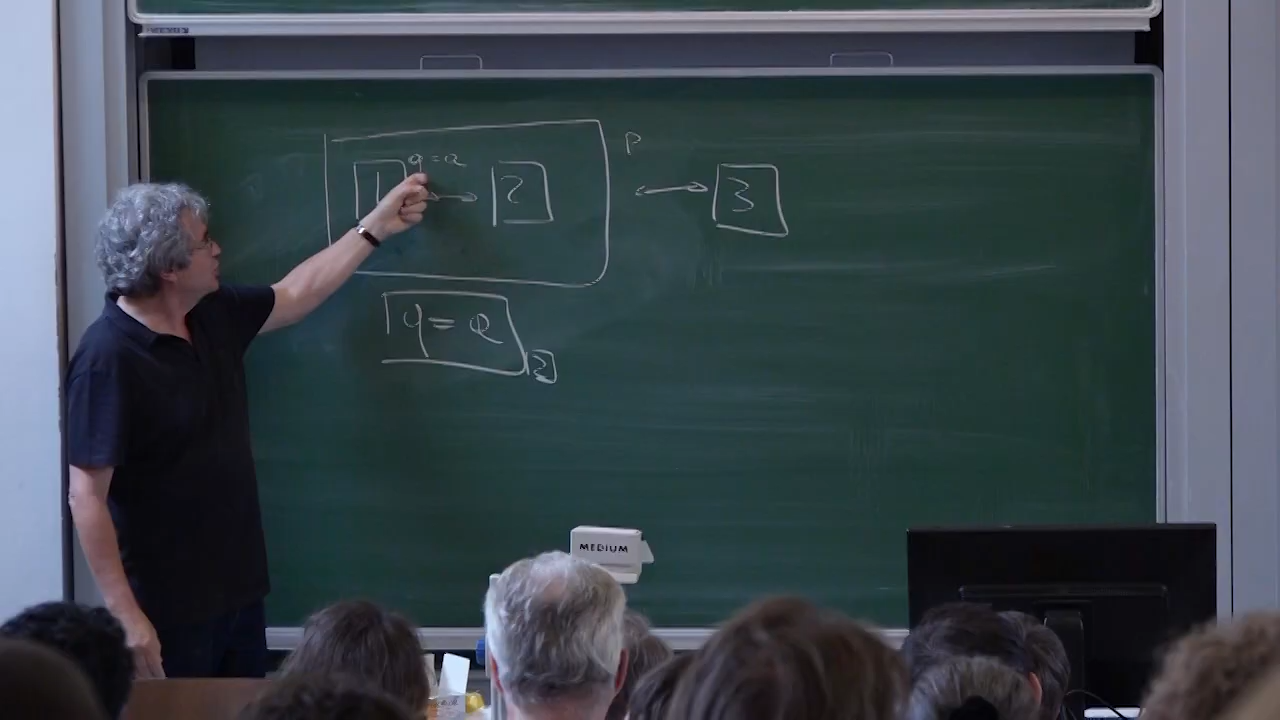 q = Q
P
1 ↔ 2 ↔ 3
q = Q
2
MEDIUM